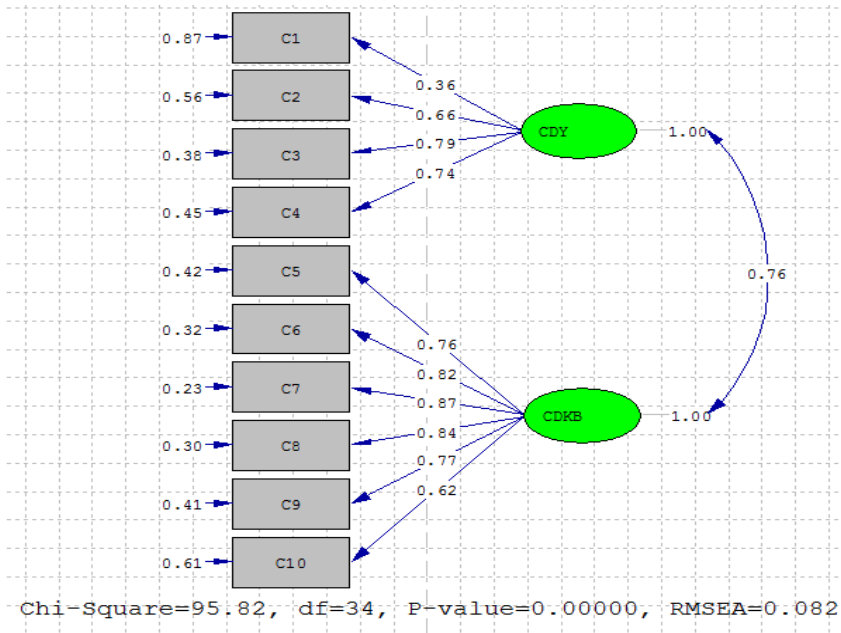 0.87 C1
0.36
0.56 C2
0.66
CDY 1.00
0.38 C3
0.79
0.74
0.45 C4
0.42 C5
0.76
0.32 C6
0.76
0.82
0.23 C7
0.87
CDKB 1.00
0.30 C8
0.84
0.77
0.41 C9
0.62
0.61 C10
Chi-Square=95.82, df=34, P-value=0.00000, RMSEA=0.082